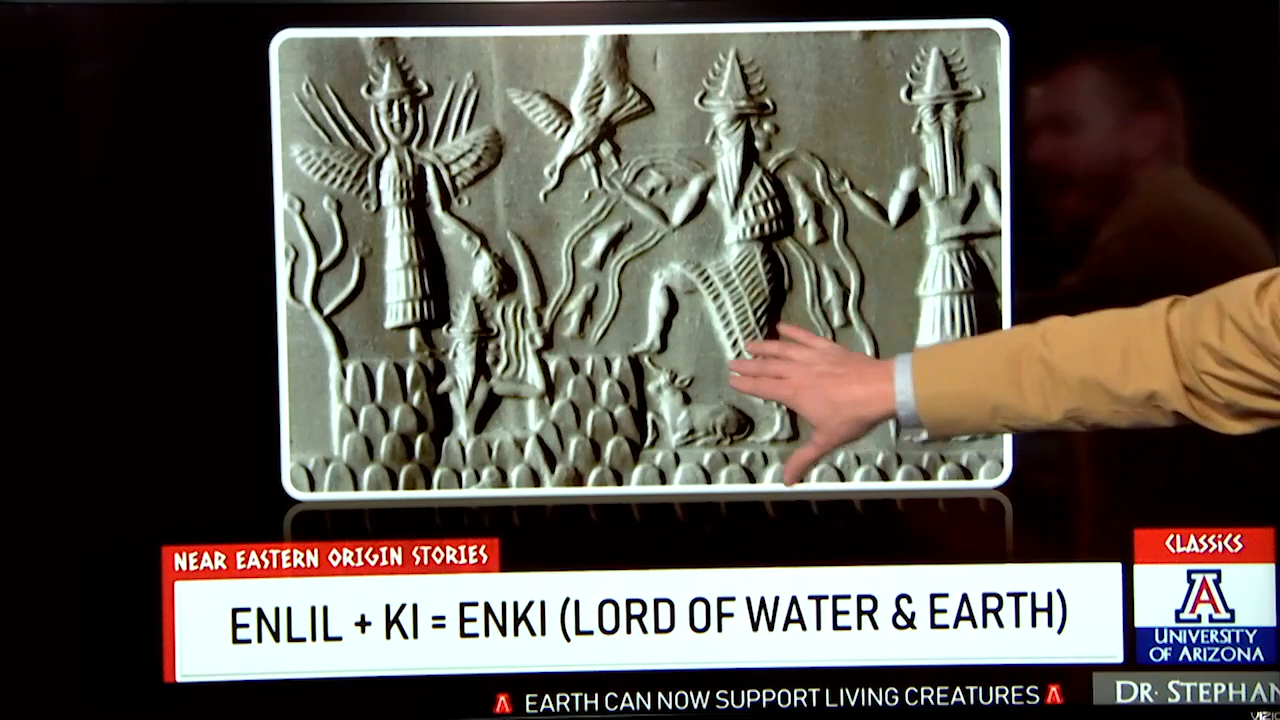 NEAR EASTERN ORIGIN STORIES
ENLIL + KI = ENKI (LORD OF WATER & EARTH)
CLASSICS
A
UNIVERSITY
OF ARIZONA
A EARTH CAN NOW SUPPORT LIVING CREATURES A
DR. STEPHAN
VIZIO